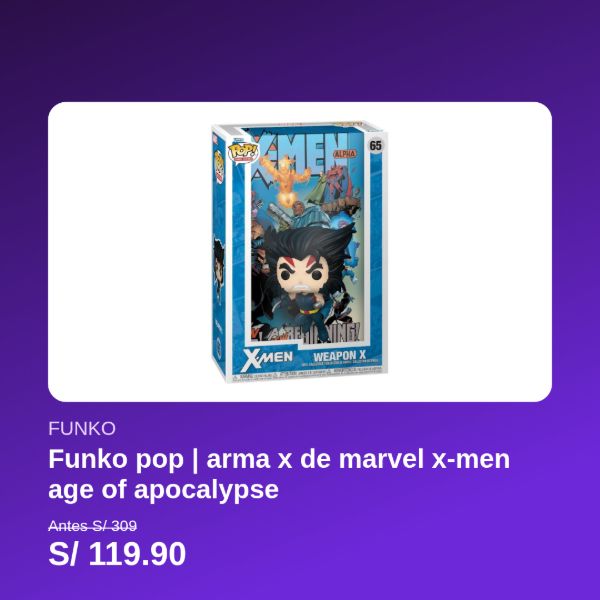 POP!
X-MEN
ALPHA
65
X-MEN
WEAPON X
FUNKO
Funko pop | arma x de marvel x-men
age of apocalypse
Antes S/ 309
S/ 119.90